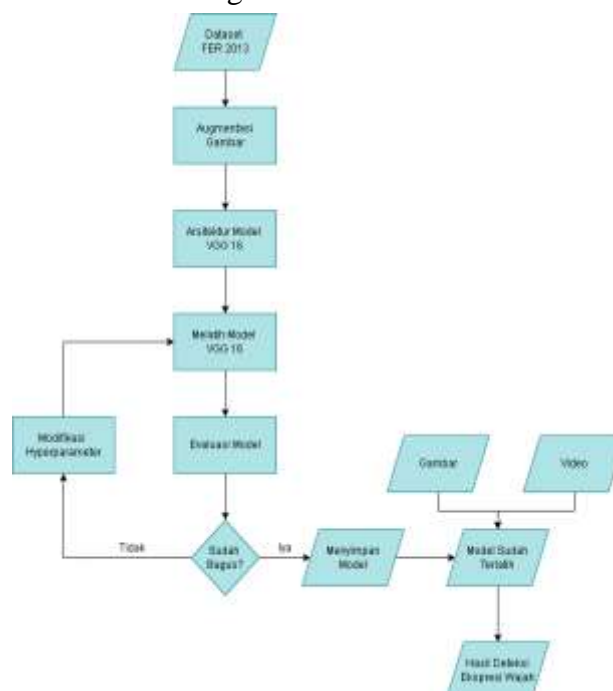 Dataset
FER 2013
Augmentasi
Gambar
Arsitektur Model
VGG 16
Melatih Model
VGG 16
Modifikasi
Hyperparameter
Evaluasi Model
Gambar
Video
Tidak
Sudah
Bagus?
Iya
Menyimpan
Model
Model Sudah
Terlatih
Hasil Deteksi
Ekspresi Wajah